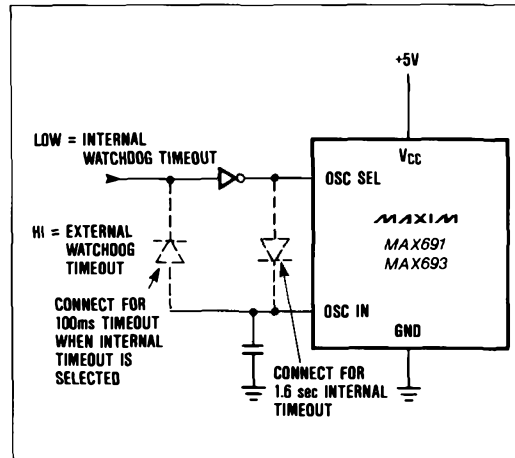 +5V
LOW = INTERNAL
WATCHDOG TIMEOUT
VCC
OSC SEL
MAXIM
MAX691
MAX693
HI = EXTERNAL
WATCHDOG
TIMEOUT
CONNECT FOR
100ms TIMEOUT
WHEN INTERNAL
TIMEOUT IS
SELECTED
OSC IN
GND
CONNECT FOR
1.6 sec INTERNAL
TIMEOUT